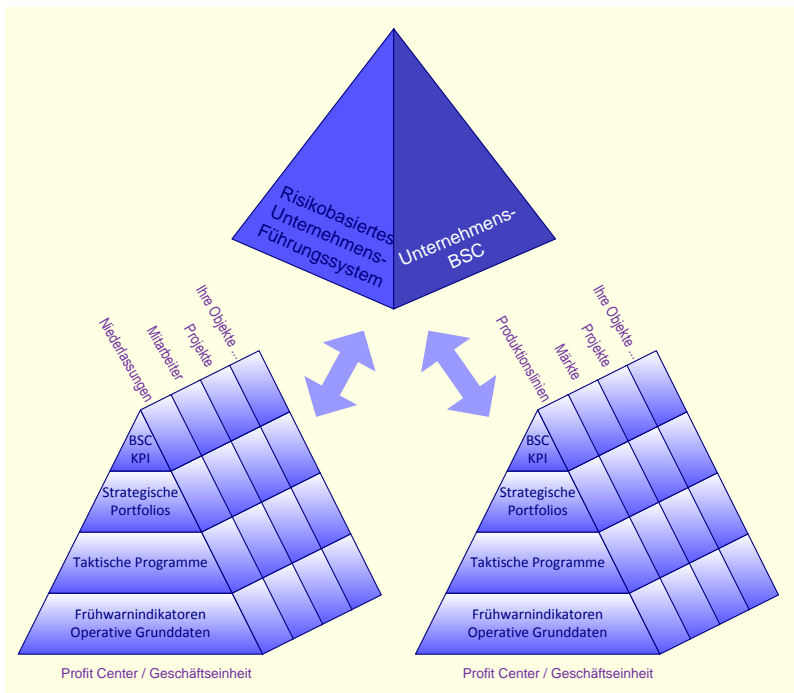 Risikobasiertes
Unternehmens-
Führungssystem
Unternehmens-
BSC
Niederlassungen
Mitarbeiter
Projekte
Ihre Objekte ...
BSC
KPI
Strategische
Portfolios
Taktische Programme
Frühwarnindikatoren
Operative Grunddaten
Profit Center / Geschäftseinheit
Produktionslinien
Märkte
Projekte
Ihre Objekte ...
BSC
KPI
Strategische
Portfolios
Taktische Programme
Frühwarnindikatoren
Operative Grunddaten
Profit Center / Geschäftseinheit